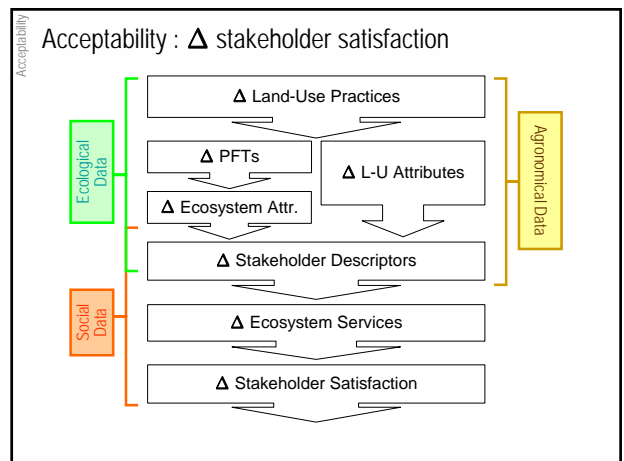 Acceptability
Acceptability : Δ stakeholder satisfaction
Δ Land-Use Practices
Δ PFTs
Δ L-U Attributes
Δ Ecosystem Attr.
Δ Stakeholder Descriptors
Δ Ecosystem Services
Δ Stakeholder Satisfaction
Ecological
Data
Social
Data
Agronomical Data